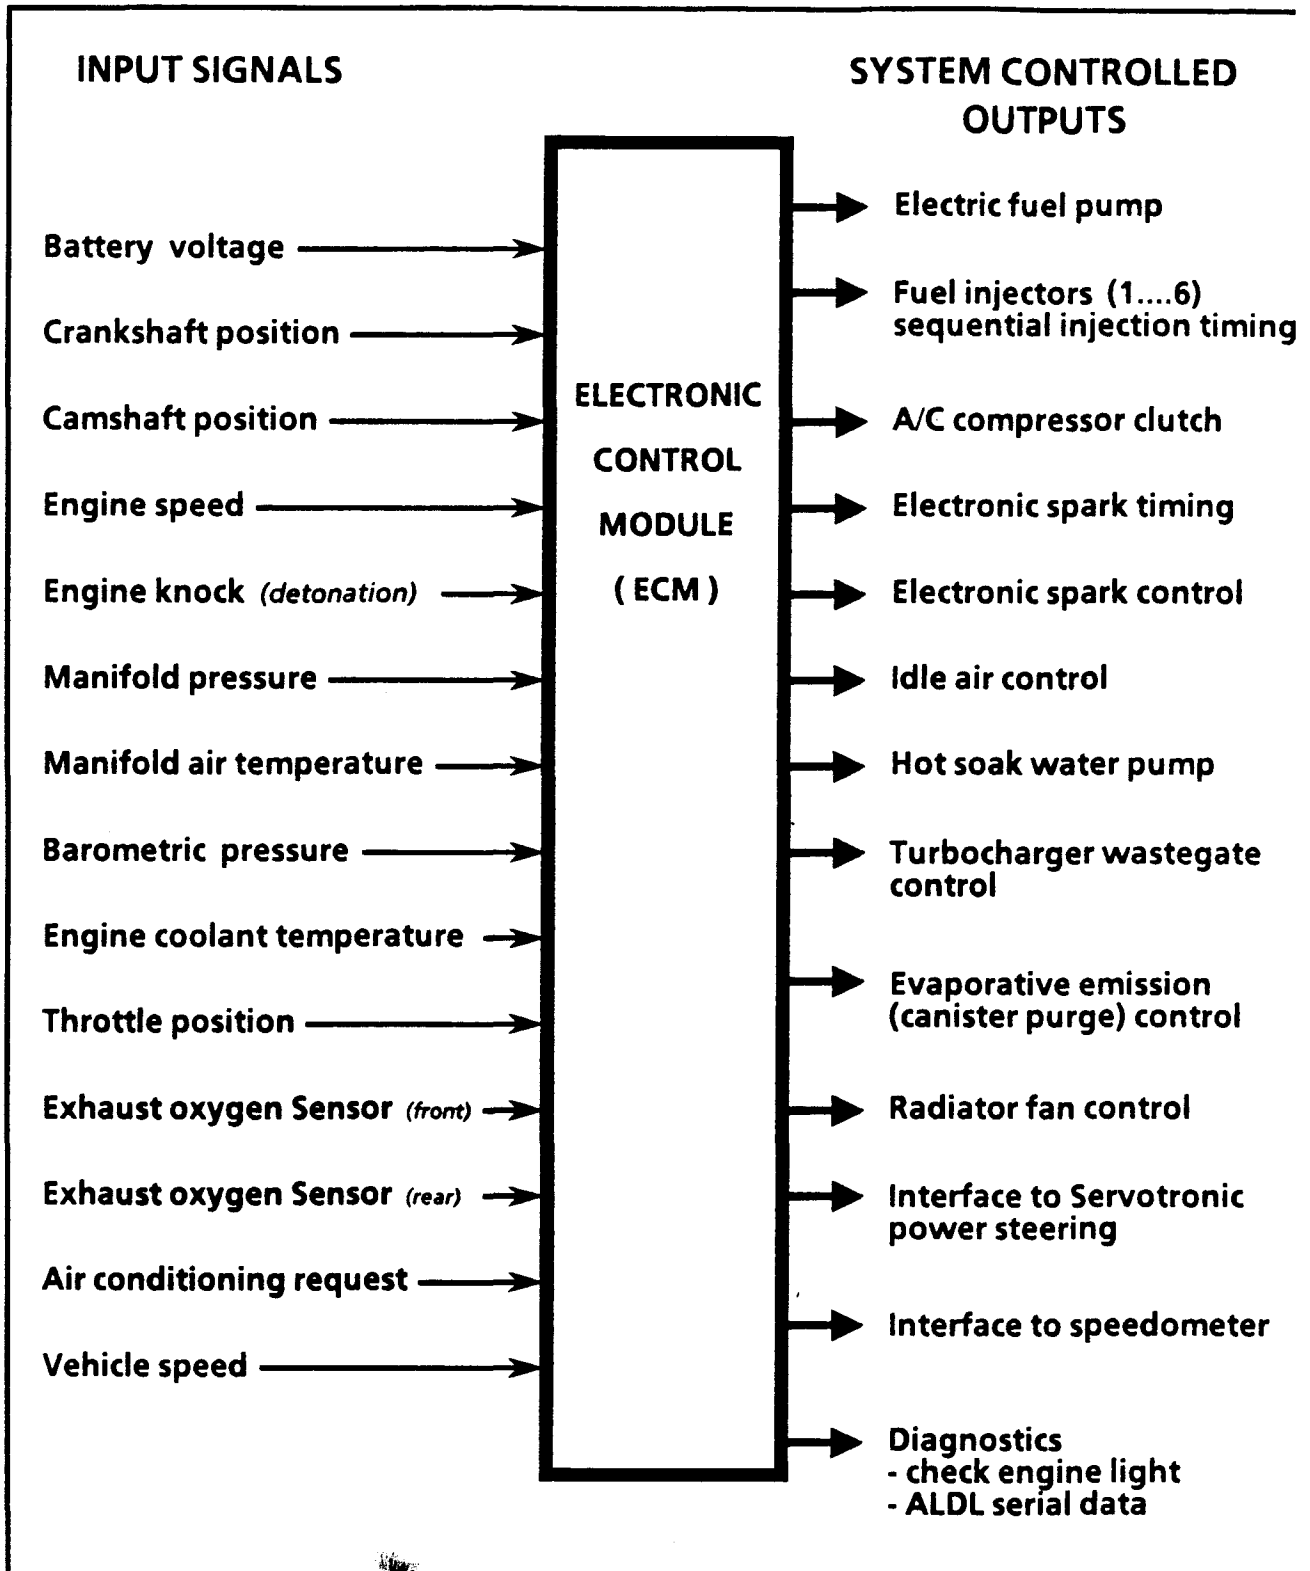 INPUT SIGNALS
SYSTEM CONTROLLED
OUTPUTS
Battery voltage
Crankshaft position
Camshaft position
Engine speed
Engine knock (detonation)
Manifold pressure
Manifold air temperature
Barometric pressure
Engine coolant temperature
Throttle position
Exhaust oxygen Sensor (front)
Exhaust oxygen Sensor (rear)
Air conditioning request
Vehicle speed
ELECTRONIC
CONTROL
MODULE
( ECM )
Electric fuel pump
Fuel injectors (1....6)
sequential injection timing
A/C compressor clutch
Electronic spark timing
Electronic spark control
Idle air control
Hot soak water pump
Turbocharger wastegate
control
Evaporative emission
(canister purge) control
Radiator fan control
Interface to Servotronic
power steering
Interface to speedometer
Diagnostics
- check engine light
- ALDL serial data